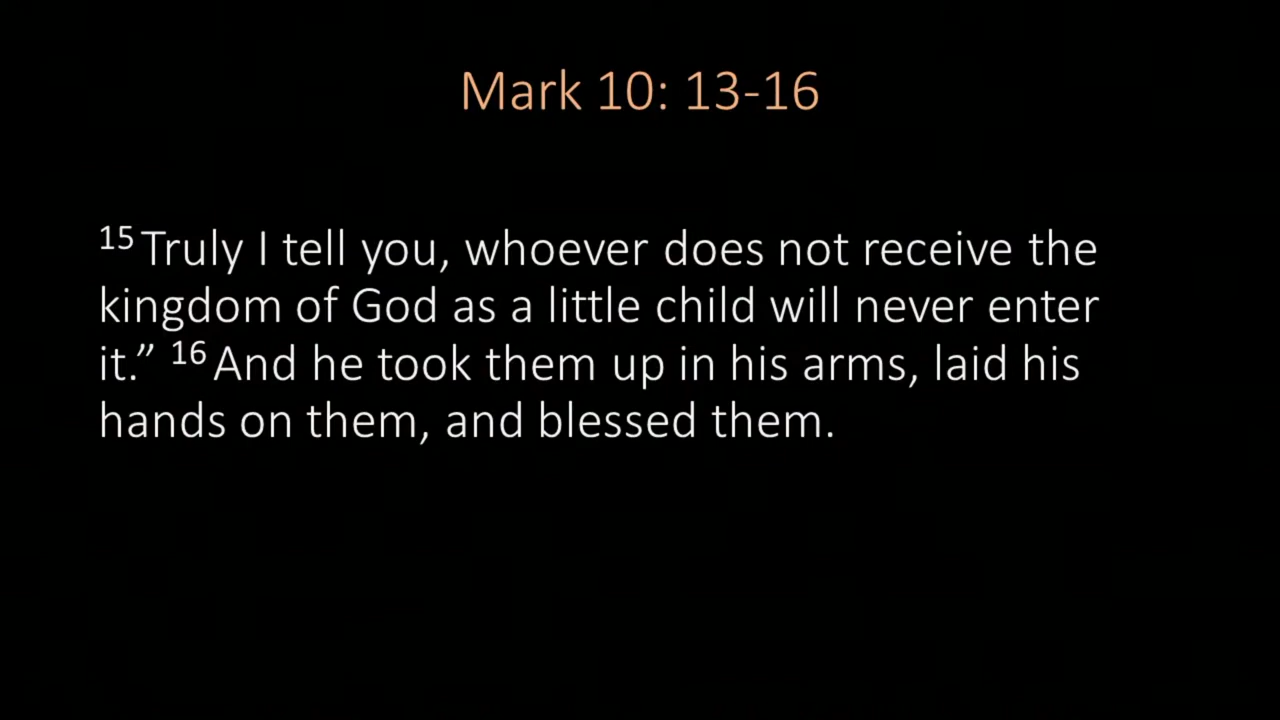 Mark 10: 13-16
15 Truly I tell you, whoever does not receive the
kingdom of God as a little child will never enter
it.” 16 And he took them up in his arms, laid his
hands on them, and blessed them.